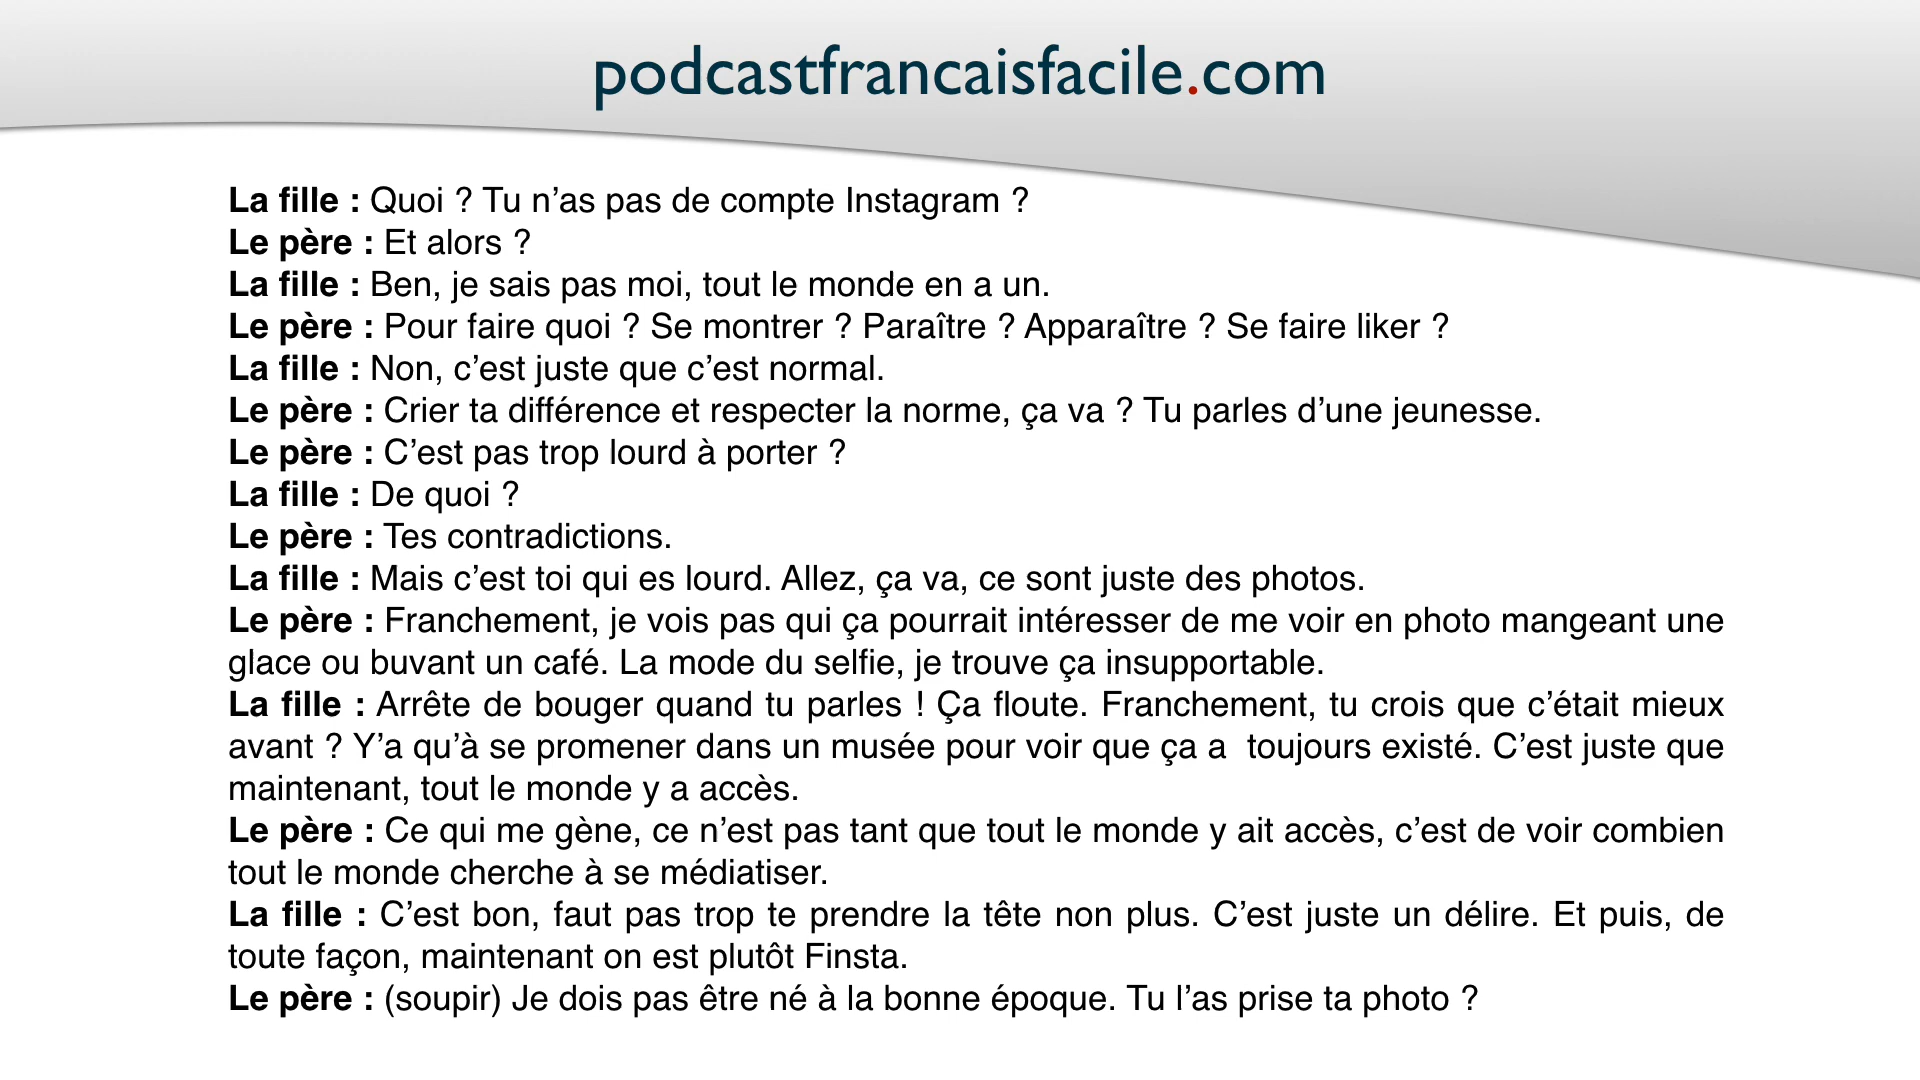 podcastfrancaisfacile.com
La fille : Quoi ? Tu n’as pas de compte Instagram ?
Le père : Et alors ?
La fille : Ben, je sais pas moi, tout le monde en a un.
Le père : Pour faire quoi ? Se montrer ? Paraître ? Apparaître ? Se faire liker ?
La fille : Non, c’est juste que c’est normal.
Le père : Crier ta différence et respecter la norme, ça va ? Tu parles d’une jeunesse.
Le père : C’est pas trop lourd à porter ?
La fille : De quoi ?
Le père : Tes contradictions.
La fille : Mais c’est toi qui es lourd. Allez, ça va, ce sont juste des photos.
Le père : Franchement, je vois pas qui ça pourrait intéresser de me voir en photo mangeant une
glace ou buvant un café. La mode du selfie, je trouve ça insupportable.
La fille : Arrête de bouger quand tu parles ! Ça floute. Franchement, tu crois que c’était mieux
avant ? Y’a qu’à se promener dans un musée pour voir que ça a  toujours existé. C’est juste que
maintenant, tout le monde y a accès.
Le père : Ce qui me gène, ce n’est pas tant que tout le monde y ait accès, c’est de voir combien
tout le monde cherche à se médiatiser.
La fille : C’est bon, faut pas trop te prendre la tête non plus. C’est juste un délire. Et puis, de
toute façon, maintenant on est plutôt Finsta.
Le père : (soupir) Je dois pas être né à la bonne époque. Tu l’as prise ta photo ?